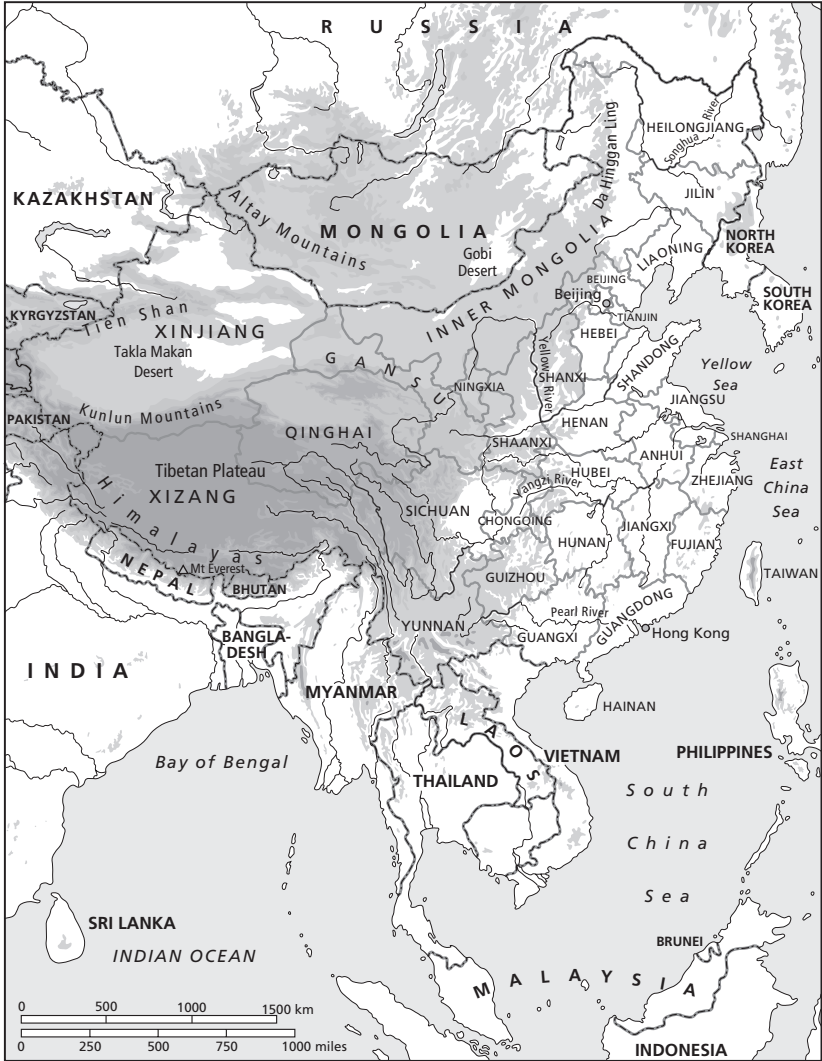 RUSSIA
HEILONGJIANG
Songhua River
Da Hinggan Ling
KAZAKHSTAN
Altay Mountains
MONGOLIA
Gobi
Desert
JILIN
NORTH
KOREA
LIAONING
INNER MONGOLIA
BEIJING
Beijing
TIANJIN
SOUTH
KOREA
KYRGYZSTAN
Tien Shan
XINJIANG
Takla Makan
Desert
GANSU
HEBEI
SHANDONG
Yellow
Sea
NINGXIA
Yellow River
SHANXI
JIANGSU
PAKISTAN
Kunlun Mountains
QINGHAI
HENAN
SHAANXI
SHANGHAI
ANHUI
Tibetan Plateau
XIZANG
HUBEI
Yangzi River
ZHEJIANG
East
China
Sea
SICHUAN
CHONGQING
JIANGXI
HUNAN
FUJIAN
Himalayas
Mt Everest
NEPAL
BHUTAN
GUIZHOU
TAIWAN
YUNNAN
Pearl River
GUANGDONG
GUANGXI
Hong Kong
BANGLA-
DESH
INDIA
MYANMAR
HAINAN
LAOS
Bay of Bengal
VIETNAM
PHILIPPINES
THAILAND
South
China
Sea
SRI LANKA
INDIAN OCEAN
BRUNEI
MALAYSIA
0 500 1000 1500 km
0 250 500 750 1000 miles
INDONESIA